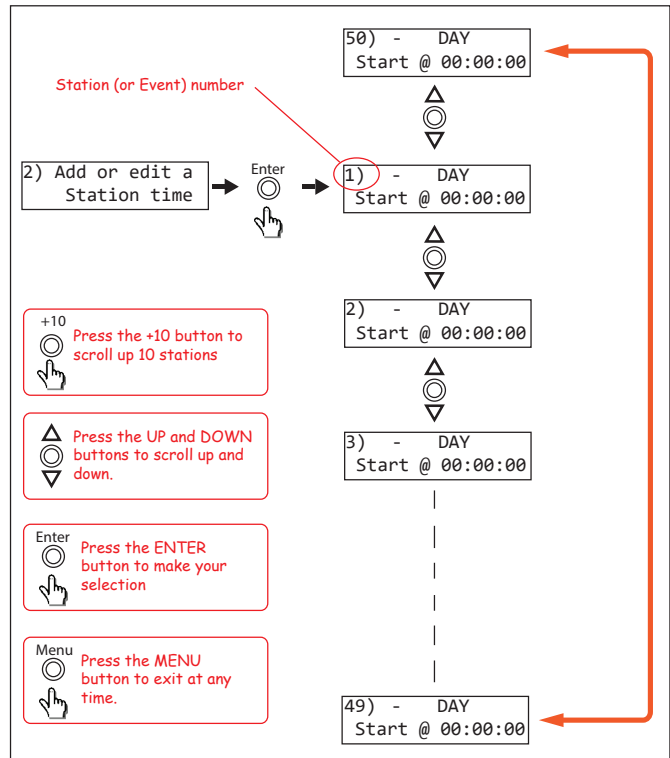 50) - DAY
Start @ 00:00:00
Station (or Event) number
2) Add or edit a
Station time
Enter
1) - DAY
Start @ 00:00:00
2) - DAY
Start @ 00:00:00
+10
Press the +10 button to
scroll up 10 stations
Press the UP and DOWN
buttons to scroll up and
down.
3) - DAY
Start @ 00:00:00
Enter
Press the ENTER
button to make your
selection
Menu
Press the MENU
button to exit at any
time.
49) - DAY
Start @ 00:00:00